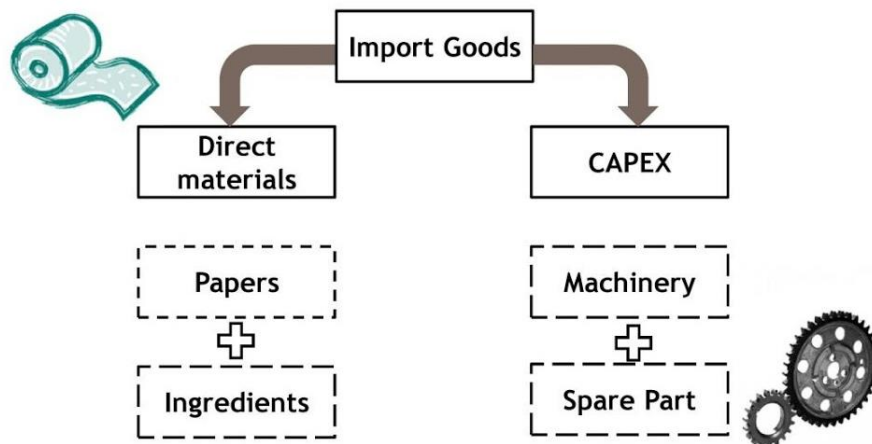 Import Goods
Direct
materials
CAPEX
Papers
Machinery
Ingredients
Spare Part